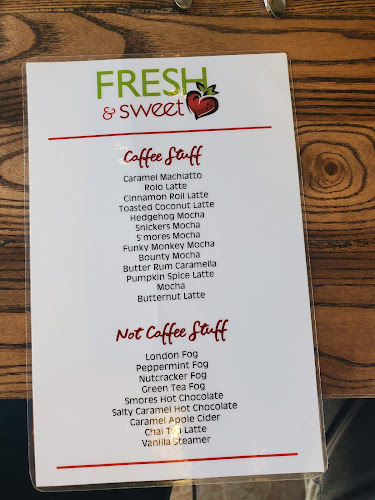 FRESH
& sweet
Coffee Stuff
Caramel Machiatto
Rolo Latte
Cinnamon Roll Latte
Toasted Coconut Latte
Hedgehog Mocha
Snickers Mocha
S'mores Mocha
Funky Monkey Mocha
Bounty Mocha
Butter Rum Caramella
Pumpkin Spice Latte
Mocha
Butternut Latte
Not Coffee Stuff
London Fog
Peppermint Fog
Nutcracker Fog
Green Tea Fog
Smores Hot Chocolate
Salty Caramel Hot Chocolate
Caramel Apple Cider
Chai Tea Latte
Vanilla Steamer